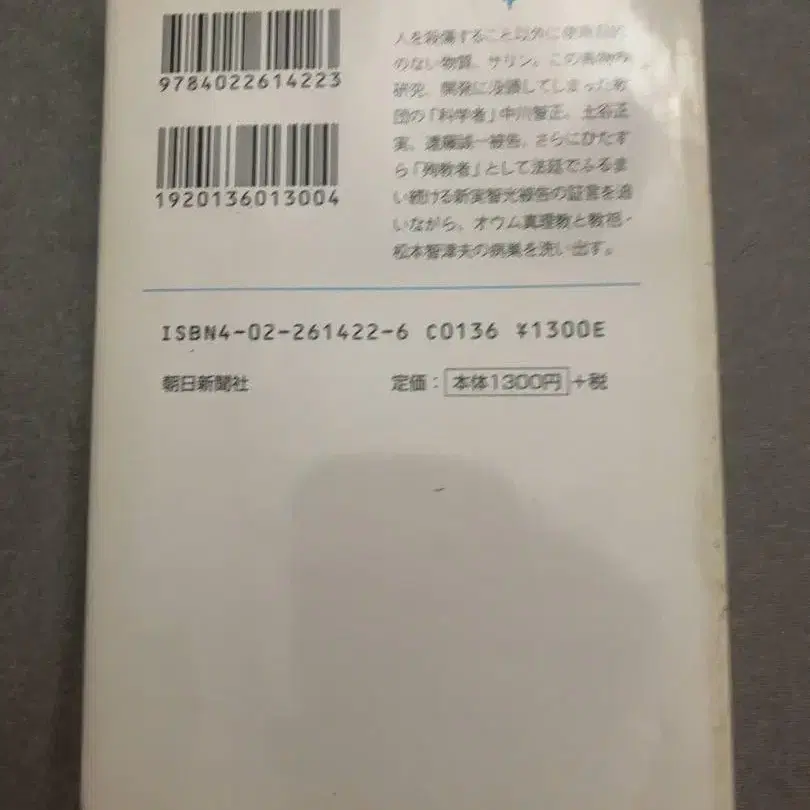 9784022614223
1920136013004
人を殺傷すること以外に使用目的
のない物質、サリン。この毒物の
研究、開発に没頭してしまった教
団の「科学者」中川智正、土谷正
実、遠藤誠一被告、さらにひたす
ら「殉教者」として法廷でふるま
い続ける新実智光被告の証言を追
いながら、オウム真理教と教祖・
松本智津夫の病巣を洗い出す。
ISBN4-02-261422-6 C0136 ¥1300E
朝日新聞社 定価：本体1300円+税